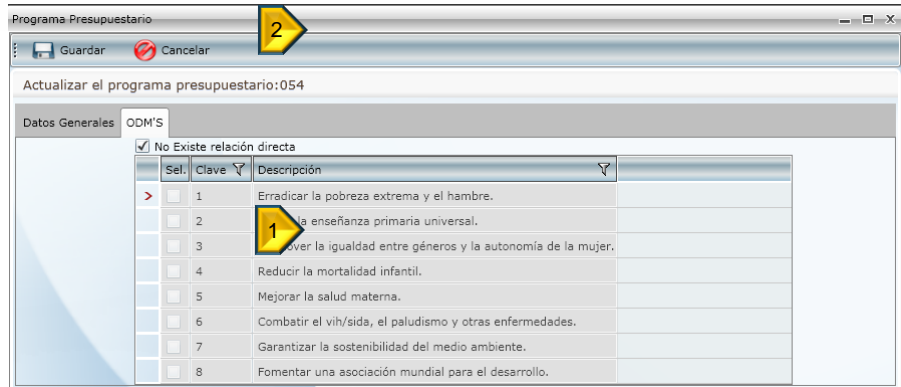 Programa Presupuestario
2
Guardar Cancelar
Actualizar el programa presupuestario:054
Datos Generales ODM'S
No Existe relación directa
Sel. Clave Descripción
1 Erradicar la pobreza extrema y el hambre.
2 la enseñanza primaria universal.
1
3 la igualdad entre géneros y la autonomía de la mujer.
4 Reducir la mortalidad infantil.
5 Mejorar la salud materna.
6 Combatir el vih/sida, el paludismo y otras enfermedades.
7 Garantizar la sostenibilidad del medio ambiente.
8 Fomentar una asociación mundial para el desarrollo.